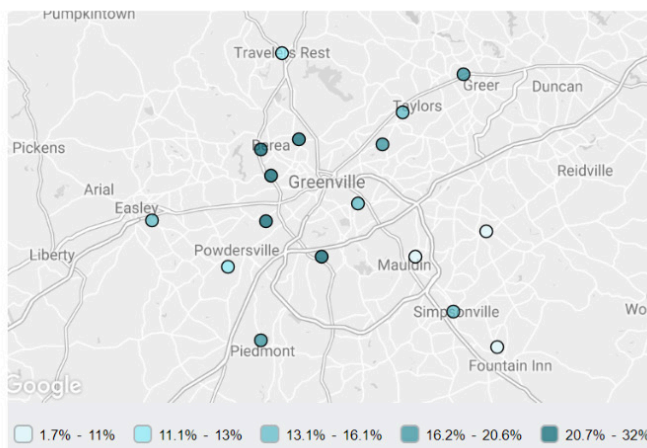 Pumpkintown
Travelers Rest
Greer
Duncan
Taylors
Pickens
Berea
Reidville
Arial
Greenville
Easley
Liberty
Powdersville
Mauldin
Simpsonville
Wo
Piedmont
Fountain Inn
Google
1.7% - 11%
11.1% - 13%
13.1% - 16.1%
16.2% - 20.6%
20.7% - 32%